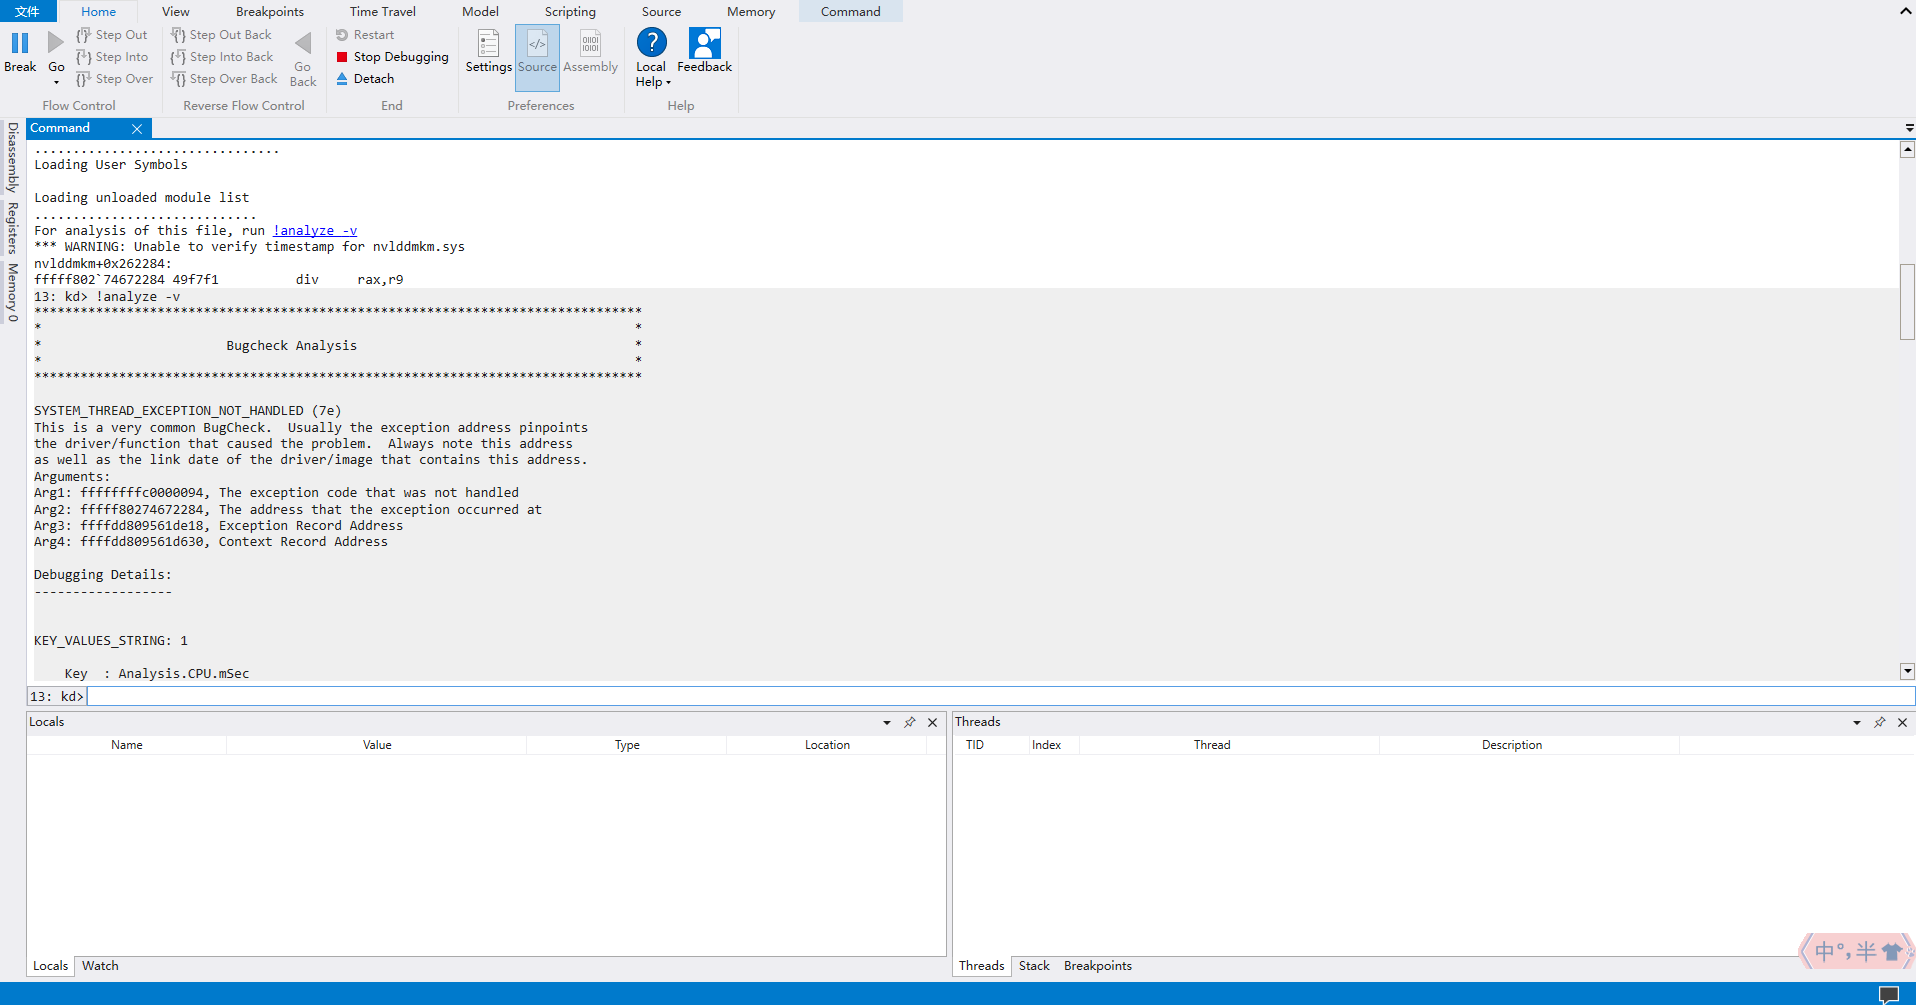 文件 Home View Breakpoints Time Travel Model Scripting Source Memory Command
Step Out Step Out Back Restart
Step Into Step Into Back Stop Debugging
Break Go Step Over Step Over Back Go Back Detach Settings Source Assembly Local Help Feedback
Flow Control Reverse Flow Control End Preferences Help
Command
Disassembly
Registers
Memory 0
................................
Loading User Symbols
Loading unloaded module list
.............................
For analysis of this file, run !analyze -v
*** WARNING: Unable to verify timestamp for nvlddmkm.sys
nvlddmkm+0x262284:
fffff802`74672284 49f7f1 div rax,r9
13: kd> !analyze -v
*******************************************************************************
* *
* Bugcheck Analysis *
* *
*******************************************************************************
SYSTEM_THREAD_EXCEPTION_NOT_HANDLED (7e)
This is a very common BugCheck. Usually the exception address pinpoints
the driver/function that caused the problem. Always note this address
as well as the link date of the driver/image that contains this address.
Arguments:
Arg1: ffffffffc0000094, The exception code that was not handled
Arg2: fffff80274672284, The address that the exception occurred at
Arg3: ffffdd809561de18, Exception Record Address
Arg4: ffffdd809561d630, Context Record Address
Debugging Details:
------------------
KEY_VALUES_STRING: 1
Key : Analysis.CPU.mSec
13: kd>
Locals
Name Value Type Location
Locals Watch
Threads
TID Index Thread Description
Threads Stack Breakpoints
中°, 半